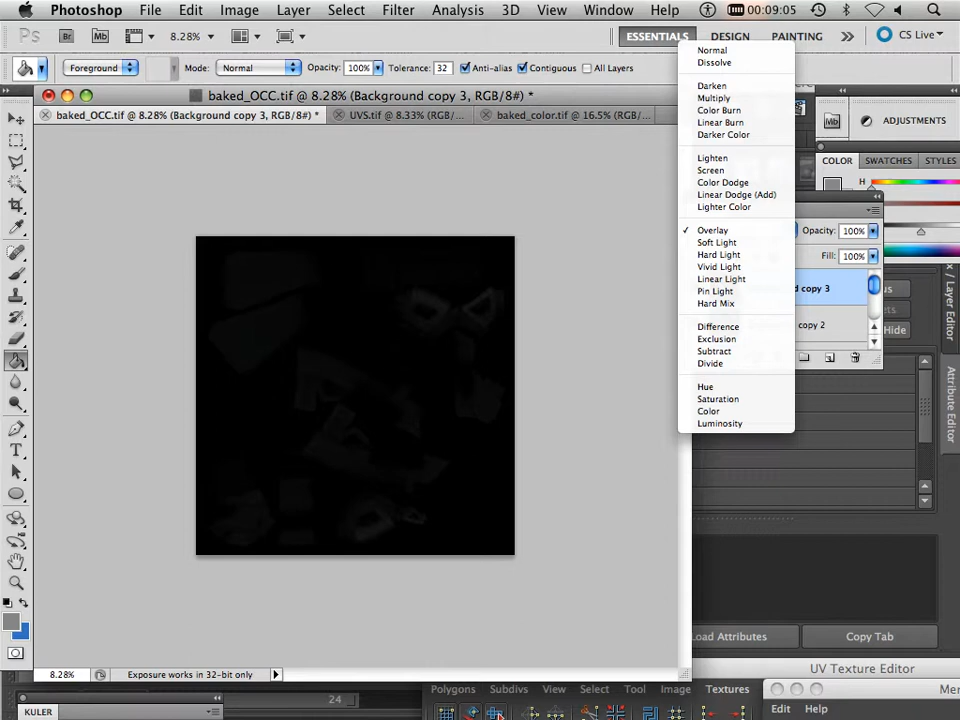 Photoshop File Edit Image Layer Select Filter Analysis 3D View Window Help 00:09:05
Ps Br Mb 8.28% ESSENTIALS DESIGN PAINTING CS Live
Foreground Mode: Normal Opacity: 100% Tolerance: 32 Anti-alias Contiguous All Layers
baked_OCC.tif @ 8.28% (Background copy 3, RGB/8#) *
baked_OCC.tif @ 8.28% (Background copy 3, RGB/8#) * UVS.tif @ 8.33% (RGB/... baked_color.tif @ 16.5% (RGB/...
Normal
Dissolve
Darken
Multiply
Color Burn
Linear Burn
Darker Color
Lighten
Screen
Color Dodge
Linear Dodge (Add)
Lighter Color
✓ Overlay
Soft Light
Hard Light
Vivid Light
Linear Light
Pin Light
Hard Mix
Difference
Exclusion
Subtract
Divide
Hue
Saturation
Color
Luminosity
Mb ADJUSTMENTS
COLOR SWATCHES STYLES
H
Opacity: 100%
Fill: 100%
d copy 3
copy 2
us
ets
Hide
x / Layer Editor
Attribute Editor
Load Attributes Copy Tab
UV Texture Editor
8.28% Exposure works in 32-bit only
24
KULER
Polygons Subdivs View Select Tool Image Textures
Edit Help